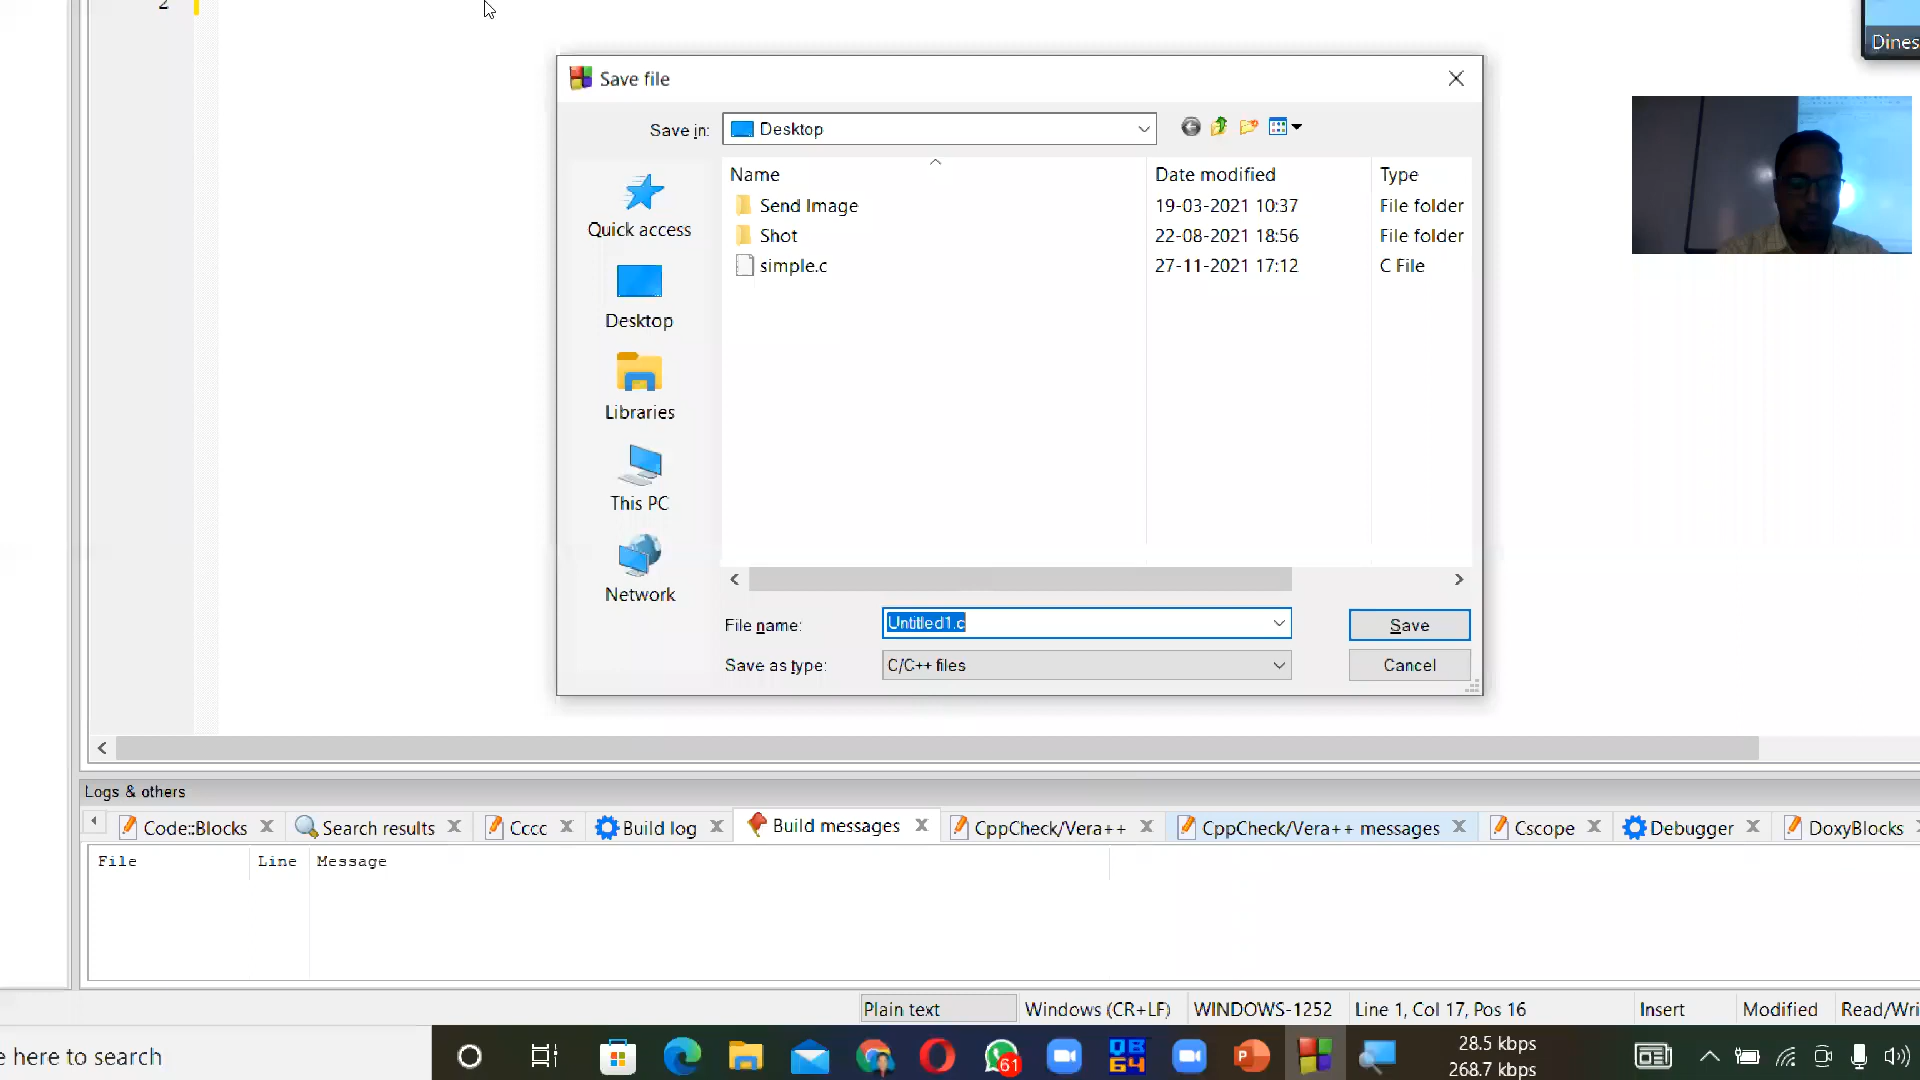 2
Dines
Save file
Save in:
Desktop
Name
Date modified
Type
Send Image
19-03-2021 10:37
File folder
Shot
22-08-2021 18:56
File folder
simple.c
27-11-2021 17:12
C File
Quick access
Desktop
Libraries
This PC
Network
File name:
Untitled1.c
Save
Save as type:
C/C++ files
Cancel
Logs & others
Code::Blocks
Search results
Cccc
Build log
Build messages
CppCheck/Vera++
CppCheck/Vera++ messages
Cscope
Debugger
DoxyBlocks
File
Line
Message
Plain text
Windows (CR+LF)
WINDOWS-1252
Line 1, Col 17, Pos 16
Insert
Modified
Read/Wri
e here to search
61
QB
64
P
28.5 kbps
268.7 kbps